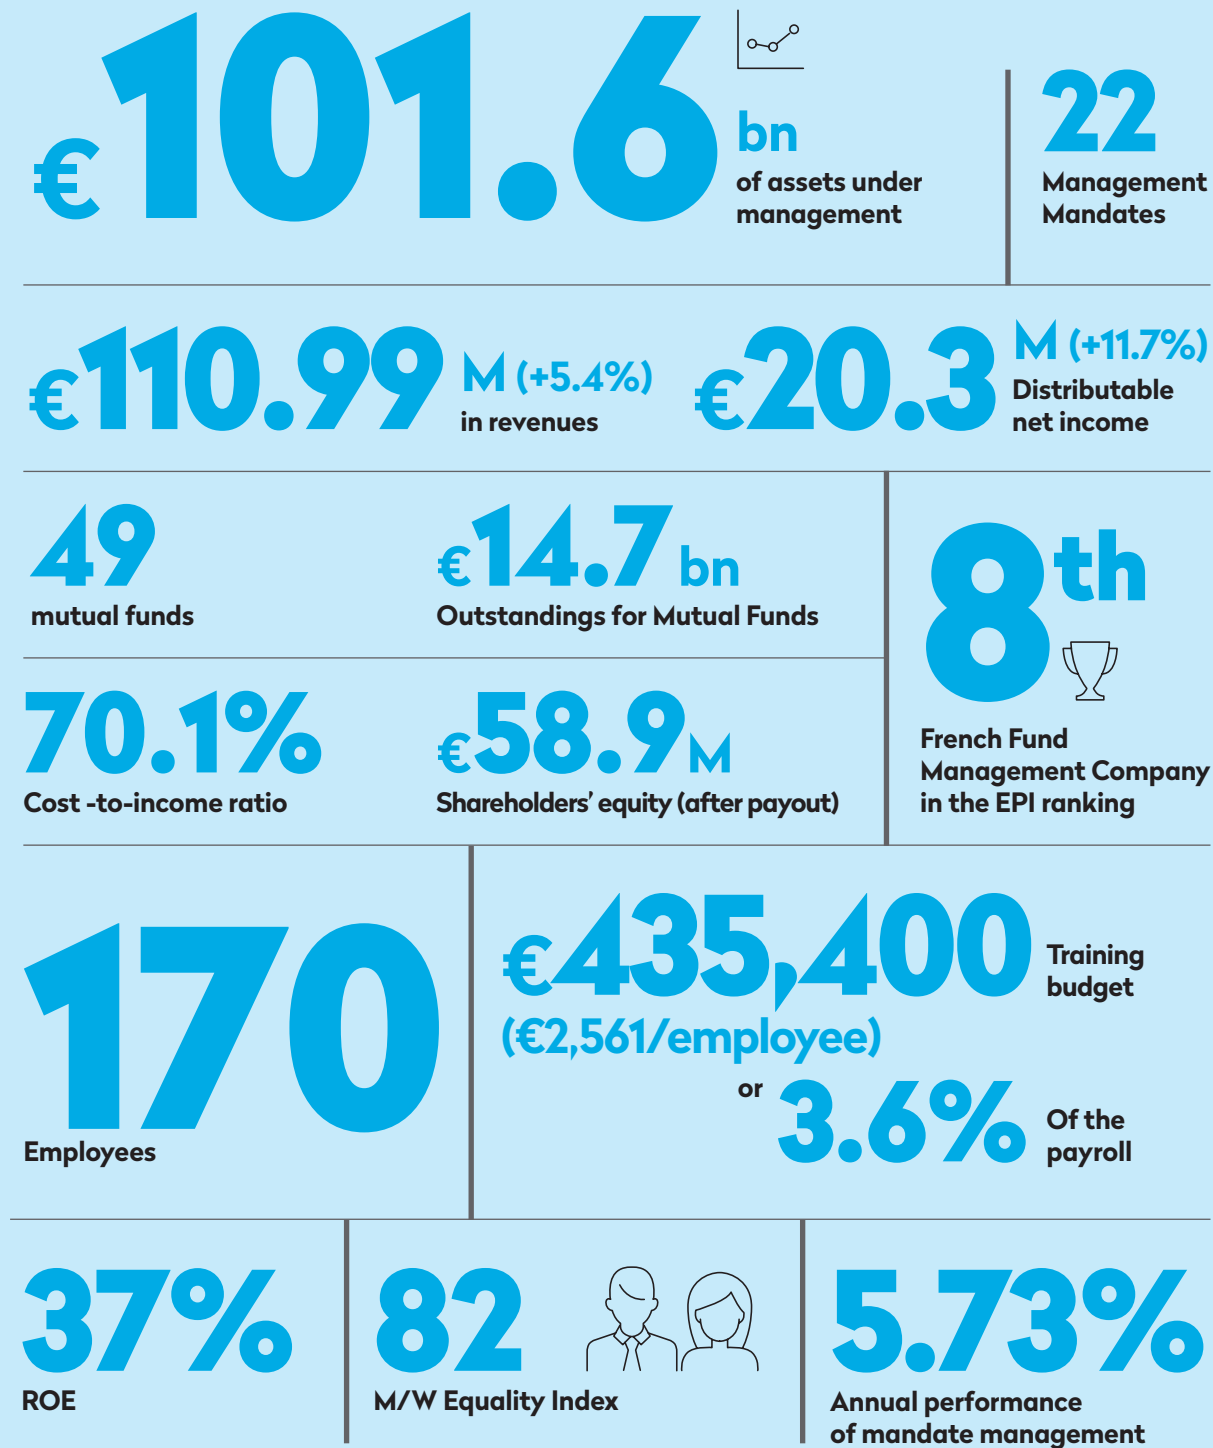 €101.6 bn
of assets under
management
22
Management
Mandates
€110.99 M (+5.4%)
in revenues
€20.3 M (+11.7%)
Distributable
net income
49
mutual funds
€14.7 bn
Outstandings for Mutual Funds
8th
French Fund
Management Company
in the EPI ranking
70.1%
Cost -to-income ratio
€58.9M
Shareholders' equity (after payout)
170
Employees
€435,400 Training
budget
(€2,561/employee)
or 3.6% Of the
payroll
37%
ROE
82
M/W Equality Index
5.73%
Annual performance
of mandate management